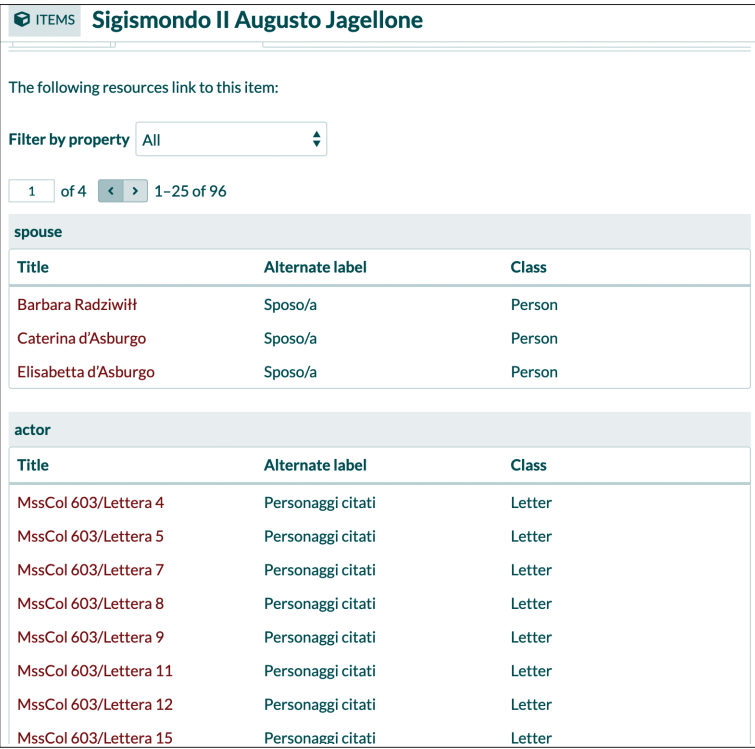 ITEMS Sigismondo II Augusto Jagellone
The following resources link to this item:
Filter by property All
1 of 4 < > 1–25 of 96
spouse
Title Alternate label Class
Barbara Radziwiłł Sposo/a Person
Caterina d’Asburgo Sposo/a Person
Elisabetta d’Asburgo Sposo/a Person
actor
Title Alternate label Class
MssCol 603/Lettera 4 Personaggi citati Letter
MssCol 603/Lettera 5 Personaggi citati Letter
MssCol 603/Lettera 7 Personaggi citati Letter
MssCol 603/Lettera 8 Personaggi citati Letter
MssCol 603/Lettera 9 Personaggi citati Letter
MssCol 603/Lettera 11 Personaggi citati Letter
MssCol 603/Lettera 12 Personaggi citati Letter
MssCol 603/Lettera 15 Personaggi citati Letter